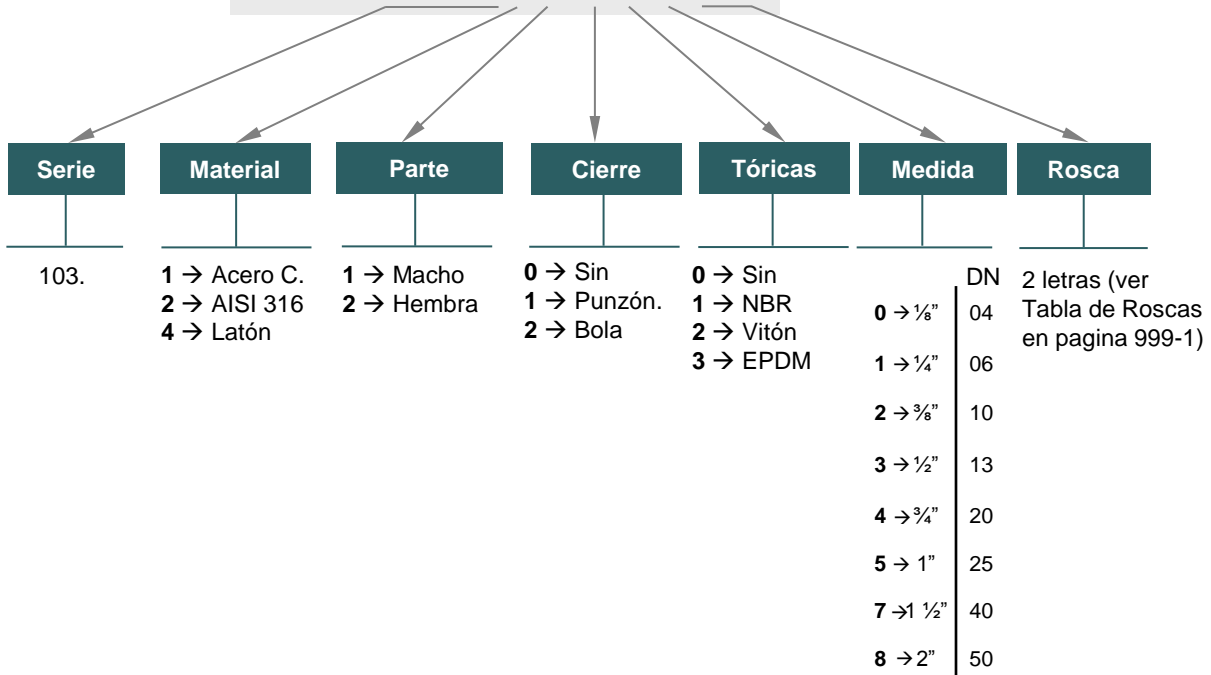 Serie
Material
Parte
Cierre
Tóricas
Medida
Rosca
103.
1 → Acero C.
2 → AISI 316
4 → Latón
1 → Macho
2 → Hembra
0 → Sin
1 → Punzón.
2 → Bola
0 → Sin
1 → NBR
2 → Vitón
3 → EPDM
DN
0 → ⅛” 04
1 → ¼” 06
2 → ⅜” 10
3 → ½” 13
4 → ¾” 20
5 → 1” 25
7 → 1 ½” 40
8 → 2” 50
2 letras (ver
Tabla de Roscas
en pagina 999-1)